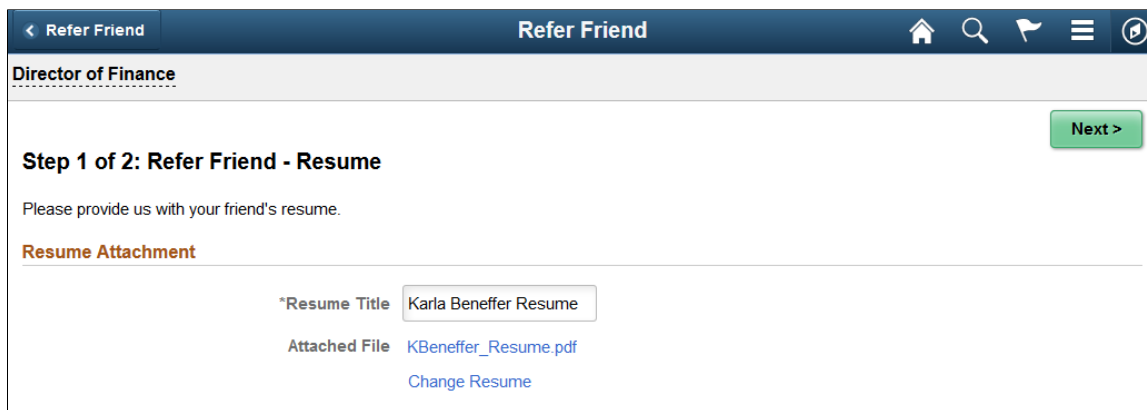 Refer Friend
Refer Friend
Director of Finance
Next >
Step 1 of 2: Refer Friend - Resume
Please provide us with your friend's resume.
Resume Attachment
*Resume Title Karla Beneffer Resume
Attached File KBeneffer_Resume.pdf
Change Resume